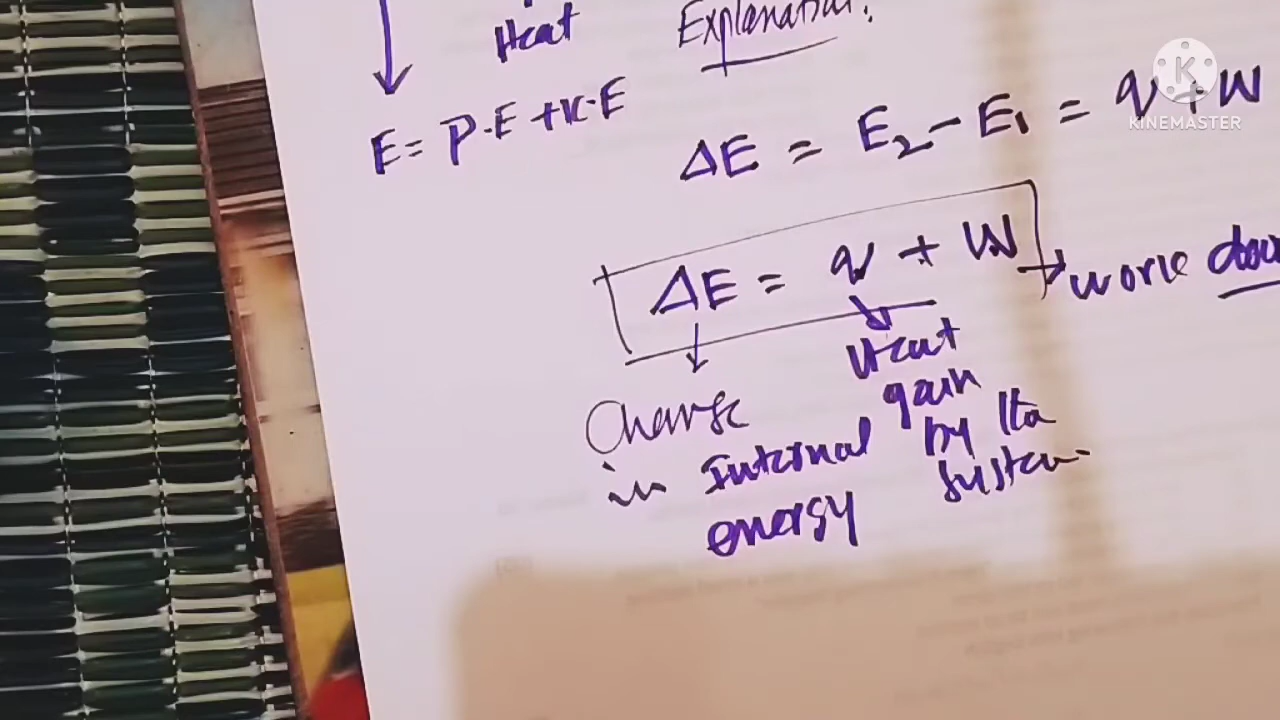 Heat
Explanation:
E = P.E + K.E
ΔE = E₂ - E₁ = q + W
KINEMASTER
ΔE = q + W
work done
Heat
gain
by the
system
Change
in Internal
energy